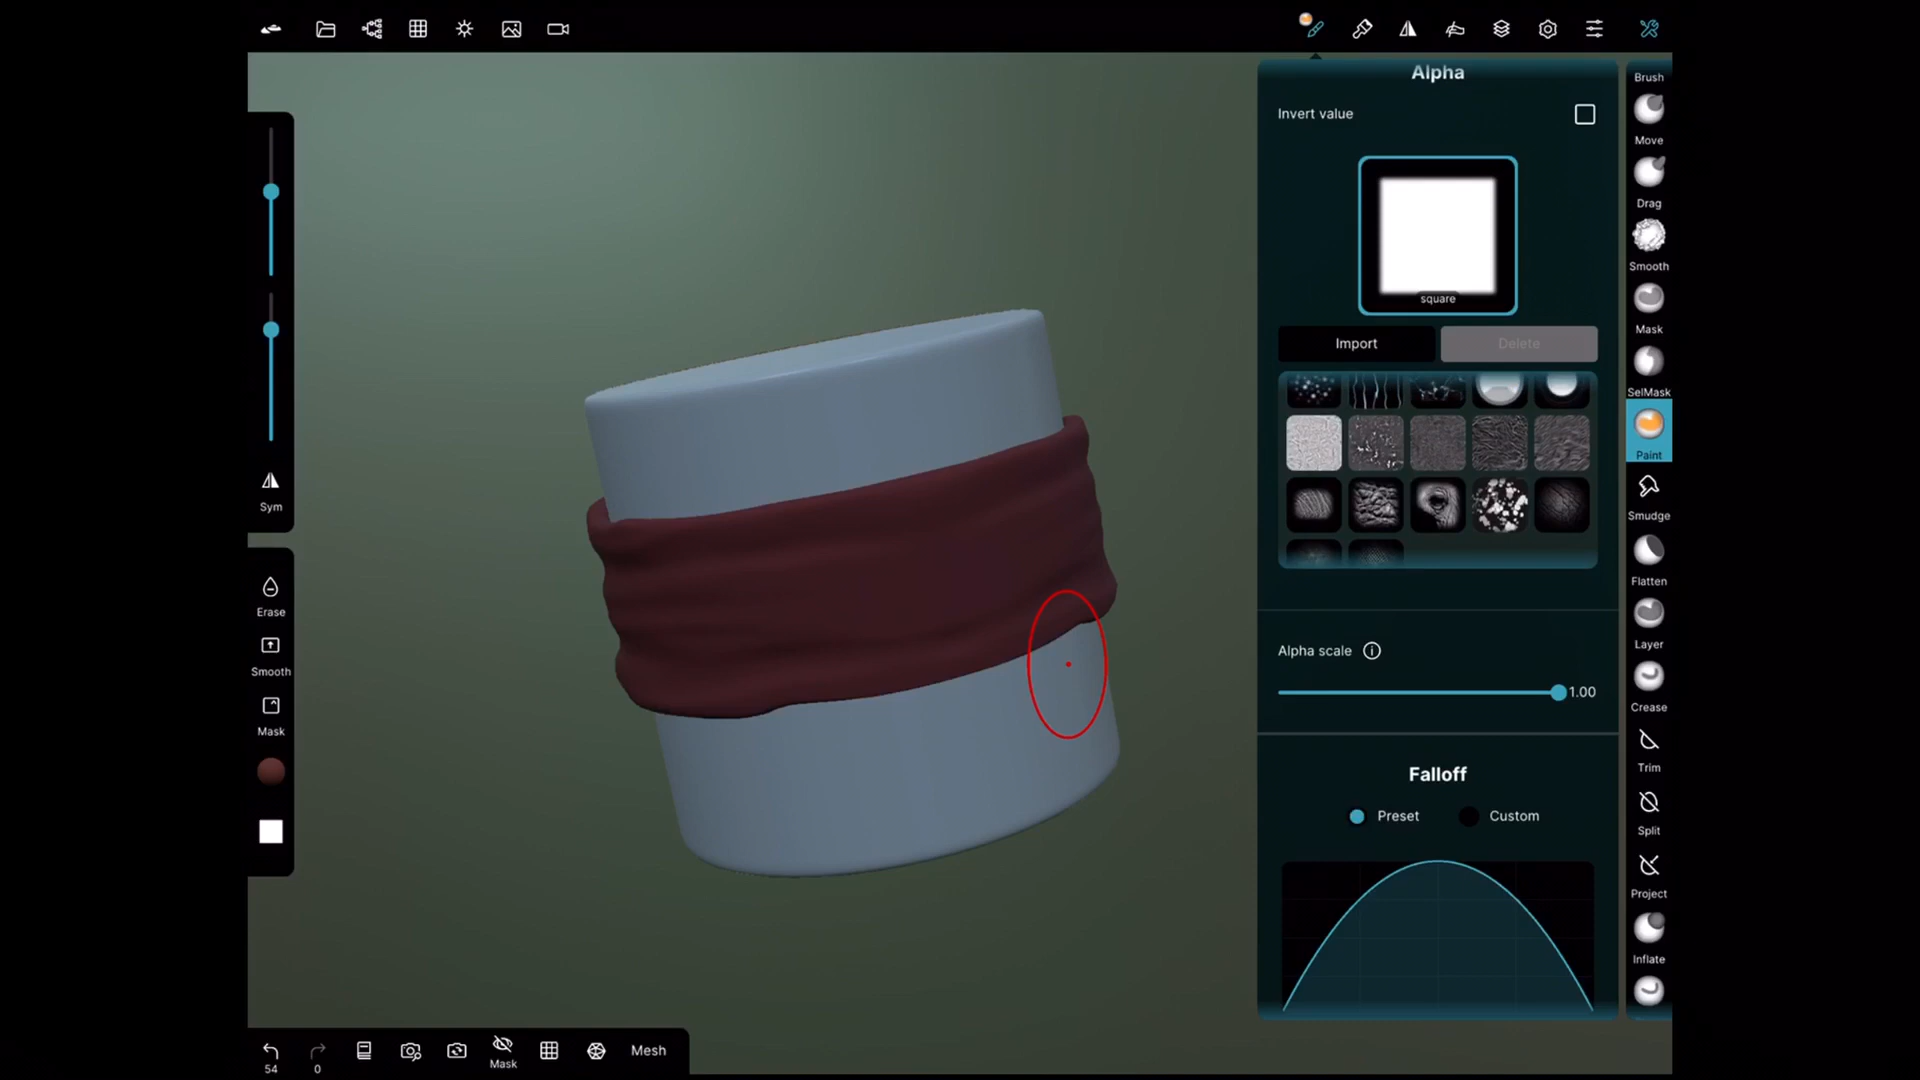 Alpha
Invert value
square
Import
Delete
Alpha scale
1.00
Falloff
Preset
Custom
Sym
Erase
Smooth
Mask
54
0
Mask
Mesh
Brush
Move
Drag
Smooth
Mask
SelMask
Paint
Smudge
Flatten
Layer
Crease
Trim
Split
Project
Inflate